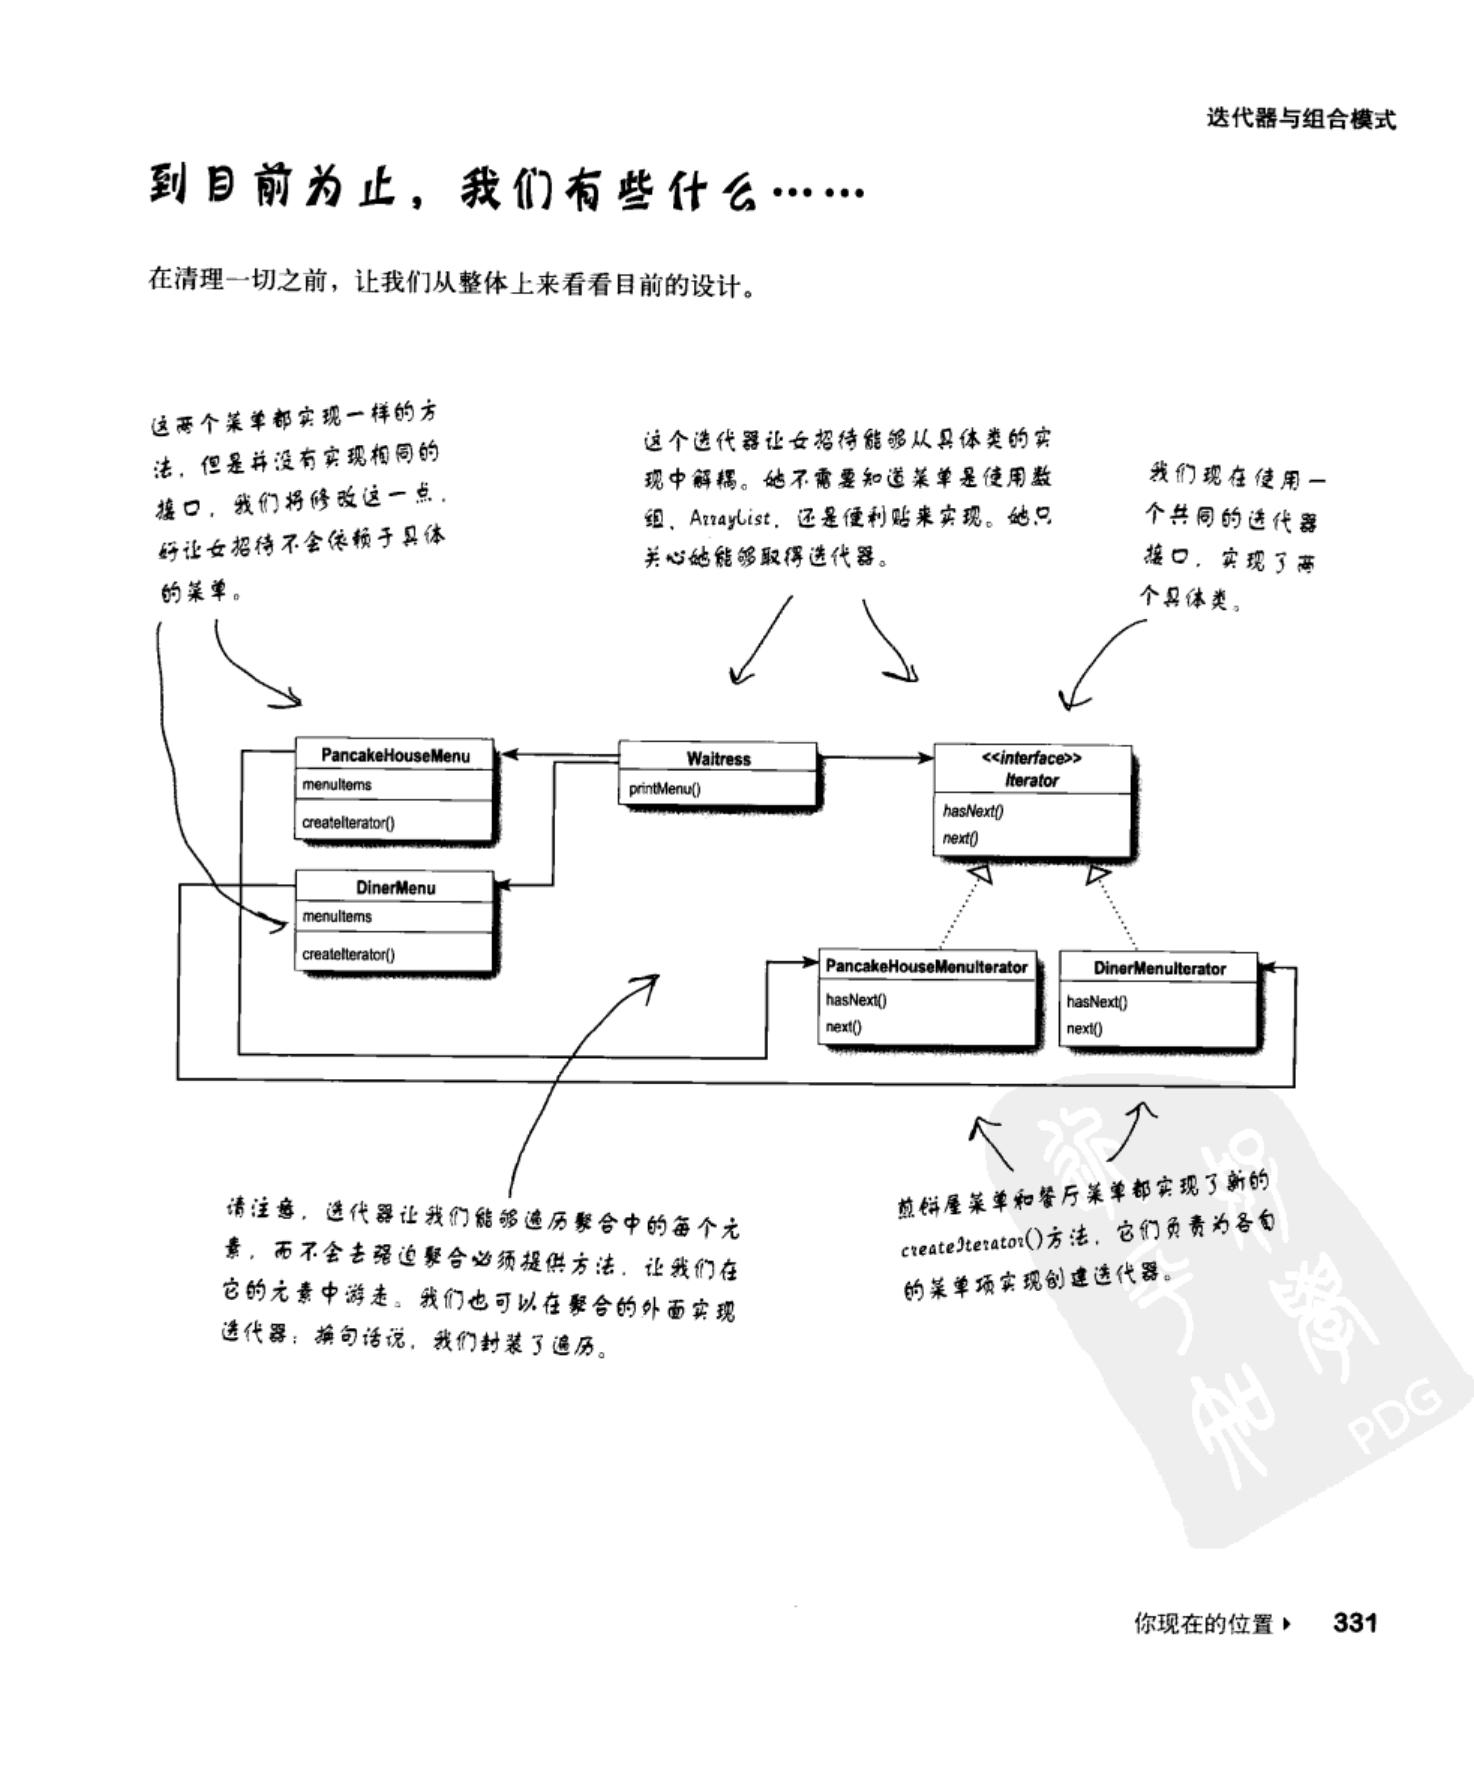 迭代器与组合模式
到目前为止，我们有些什么……
在清理一切之前，让我们从整体上来看看目前的设计。
这两个菜单都实现一样的方
法，但是并没有实现相同的
接口，我们将修改这一点，
好让女招待不会依赖于具体
的菜单。
这个迭代器让女招待能够从具体类的实
现中解耦。她不需要知道菜单是使用数
组、ArrayList，还是便利贴来实现。她只
关心她能够取得迭代器。
我们现在使用一
个共同的迭代器
接口，实现了两
个具体类。
PancakeHouseMenu
menuItems
createIterator()
Waitress
printMenu()
<<interface>>
Iterator
hasNext()
next()
DinerMenu
menuItems
createIterator()
PancakeHouseMenuIterator
hasNext()
next()
DinerMenuIterator
hasNext()
next()
请注意，迭代器让我们能够遍历聚合中的每个元
素，而不会去强迫聚合必须提供方法，让我们在
它的元素中游走。我们也可以在聚合的外面实现
迭代器；换句话说，我们封装了遍历。
煎饼屋菜单和餐厅菜单都实现了新的
createIterator()方法，它们负责为各自
的菜单项实现创建迭代器。
PDG
你现在的位置 ▸ 331